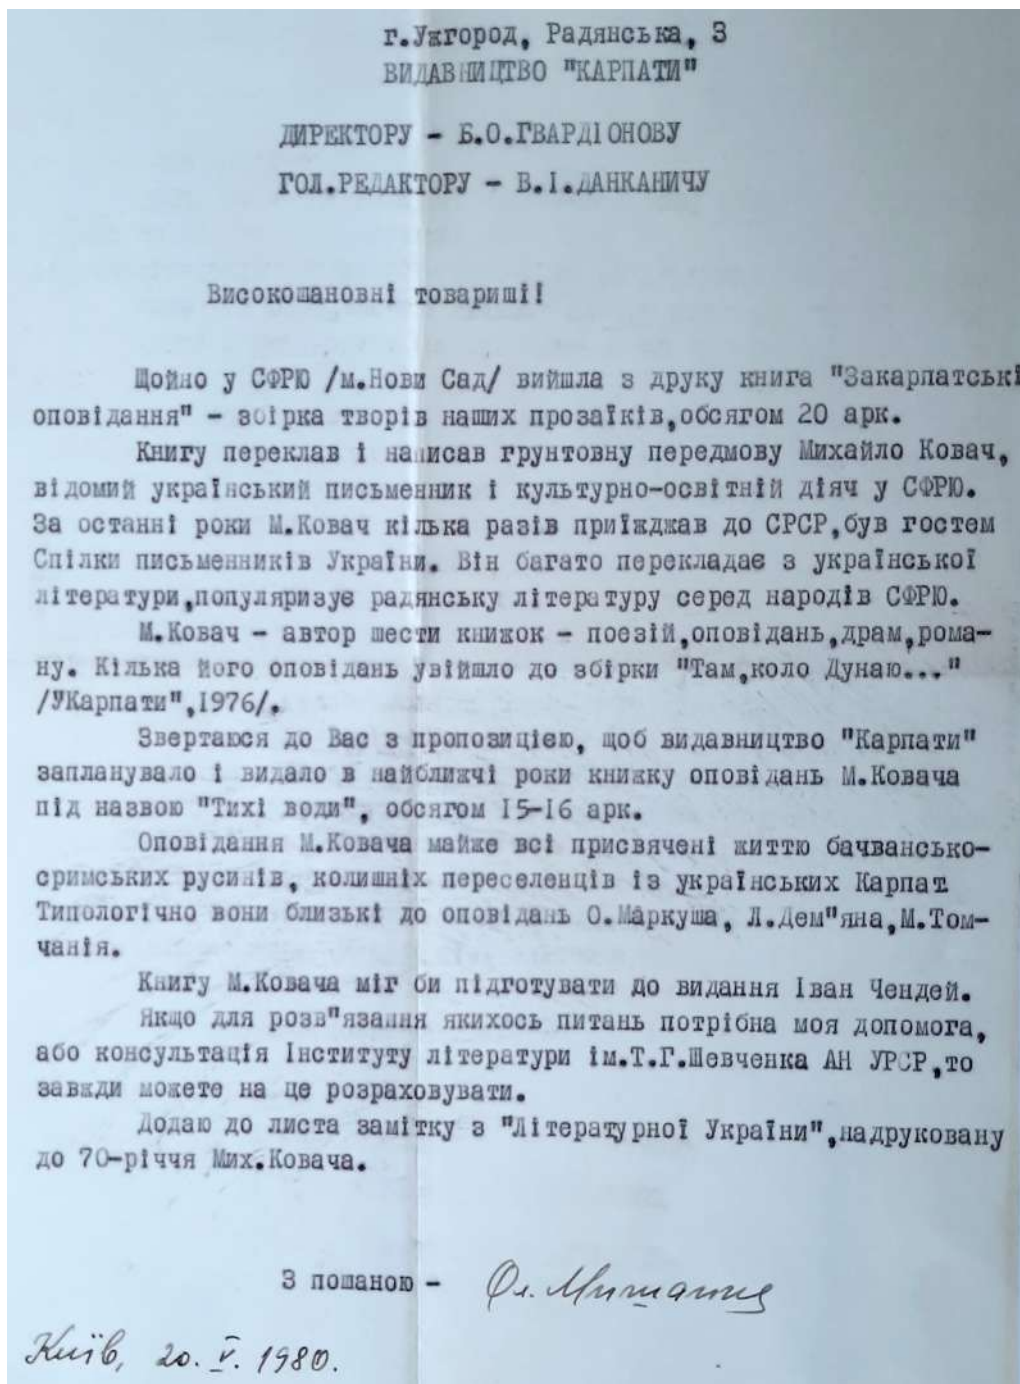 г.Ужгород, Радянська, 3
ВИДАВНИЦТВО "КАРПАТИ"
ДИРЕКТОРУ - Б.О.ГВАРДІОНОВУ
ГОЛ.РЕДАКТОРУ - В.І.ДАНКАНИЧУ
Високошановні товариші!
Щойно у СФРЮ /м.Нови Сад/ вийшла з друку книга "Закарпатські
оповідання" - збірка творів наших прозаїків,обсягом 20 арк.
Книгу переклав і написав грунтовну передмову Михайло Ковач,
відомий український письменник і культурно-освітній діяч у СФРЮ.
За останні роки М.Ковач кілька разів приїжджав до СРСР,був гостем
Спілки письменників України. Він багато перекладає з української
літератури,популяризує радянську літературу серед народів СФРЮ.
М.Ковач - автор шести книжок - поезій,оповідань,драм,рома-
ну. Кілька його оповідань увійшло до збірки "Там,коло Дунаю..."
/УКарпати",1976/.
Звертаюся до Вас з пропозицією, щоб видавництво "Карпати"
запланувало і видало в найближчі роки книжку оповідань М.Ковача
під назвою "Тихі води", обсягом 15-16 арк.
Оповідання М.Ковача майже всі присвячені життю бачвансько-
сримських русинів, колишніх переселенців із українських Карпат.
Типологічно вони близькі до оповідань О.Маркуша, Л.Дем"яна,М.Том-
чанія.
Книгу М.Ковача міг би підготувати до видання Іван Чендей.
Якщо для розв"язання якихось питань потрібна моя допомога,
або консультація Інституту літератури ім.Т.Г.Шевченка АН УРСР,то
завжди можете на це розраховувати.
Додаю до листа замітку з "Літературної України",надруковану
до 70-річчя Мих.Ковача.
З пошаною - Ол. Мишанич
Київ, 20. V. 1980.